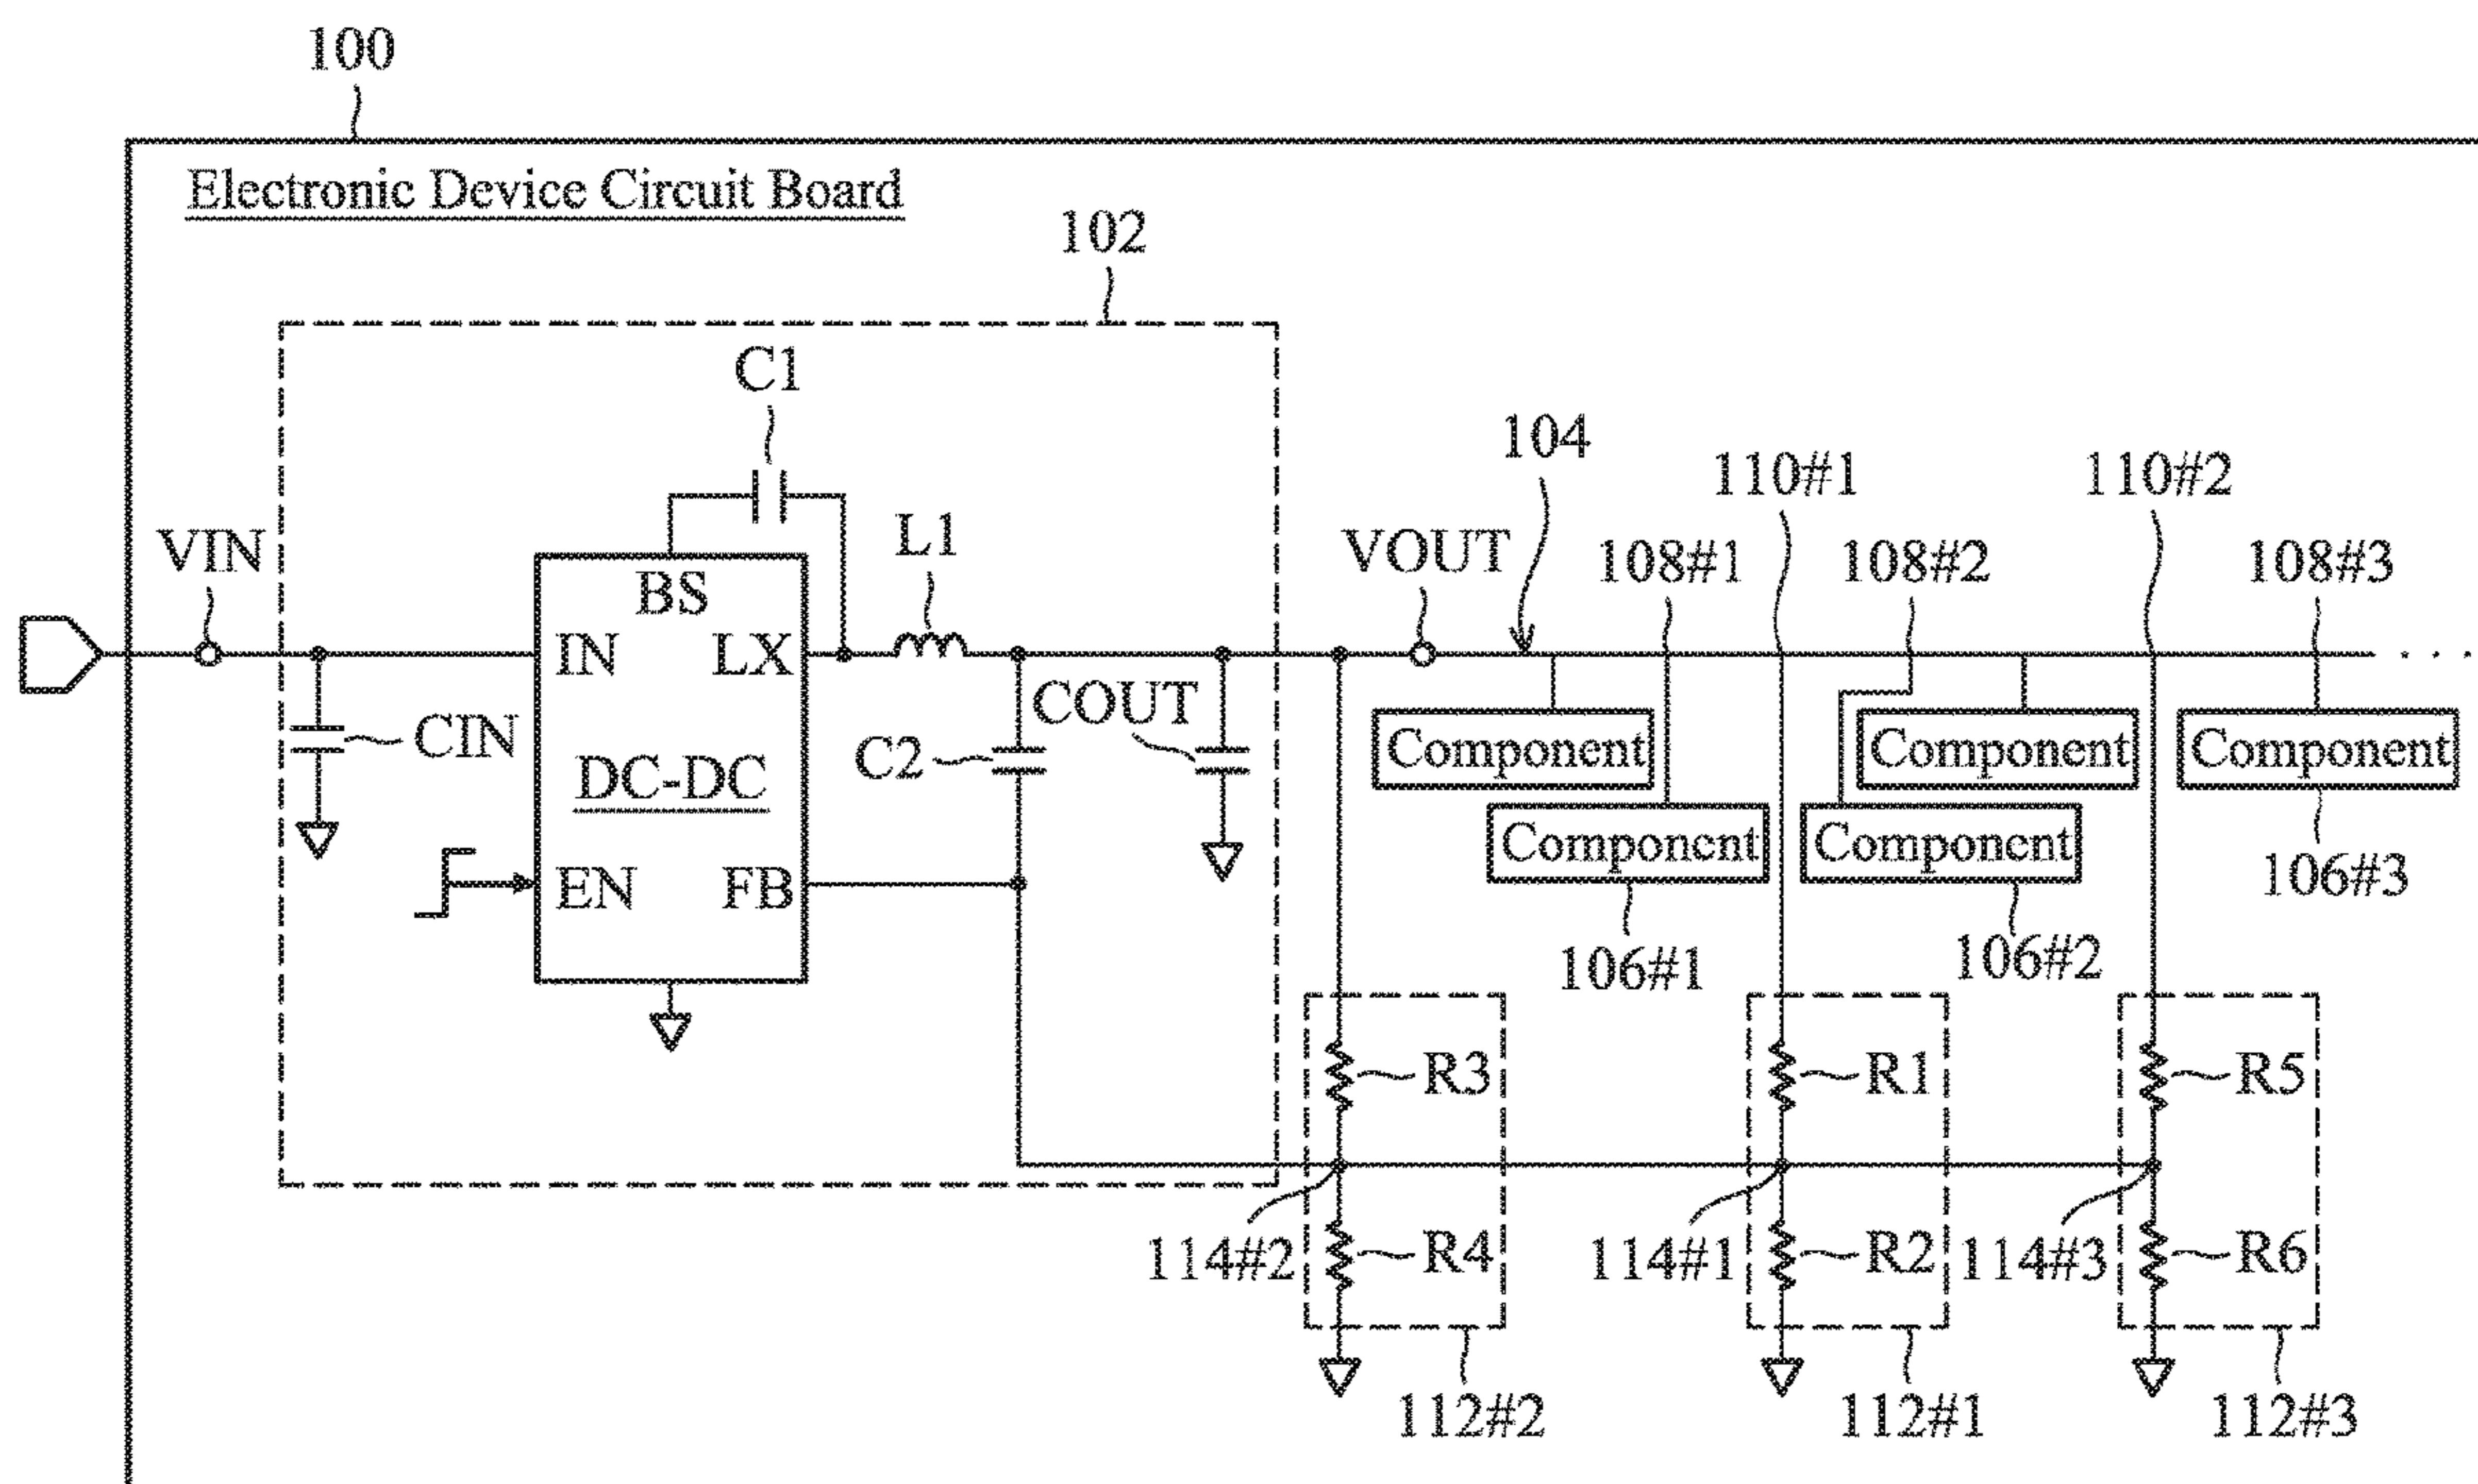 100
Electronic Device Circuit Board
102
C1
104
110#1
110#2
VIN
L1
VOUT
108#1
108#2
108#3
BS
IN
LX
CIN
COUT
C2
DC-DC
Component
Component
Component
Component
Component
EN
FB
106#1
106#2
106#3
R3
R1
R5
114#2
R4
114#1
R2
114#3
R6
112#2
112#1
112#3